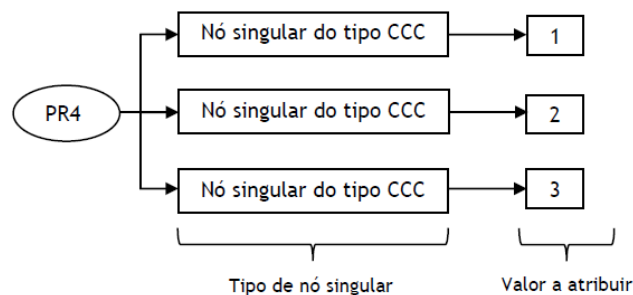 Nó singular do tipo CCC
1
PR4
Nó singular do tipo CCC
2
Nó singular do tipo CCC
3
Tipo de nó singular
Valor a atribuir